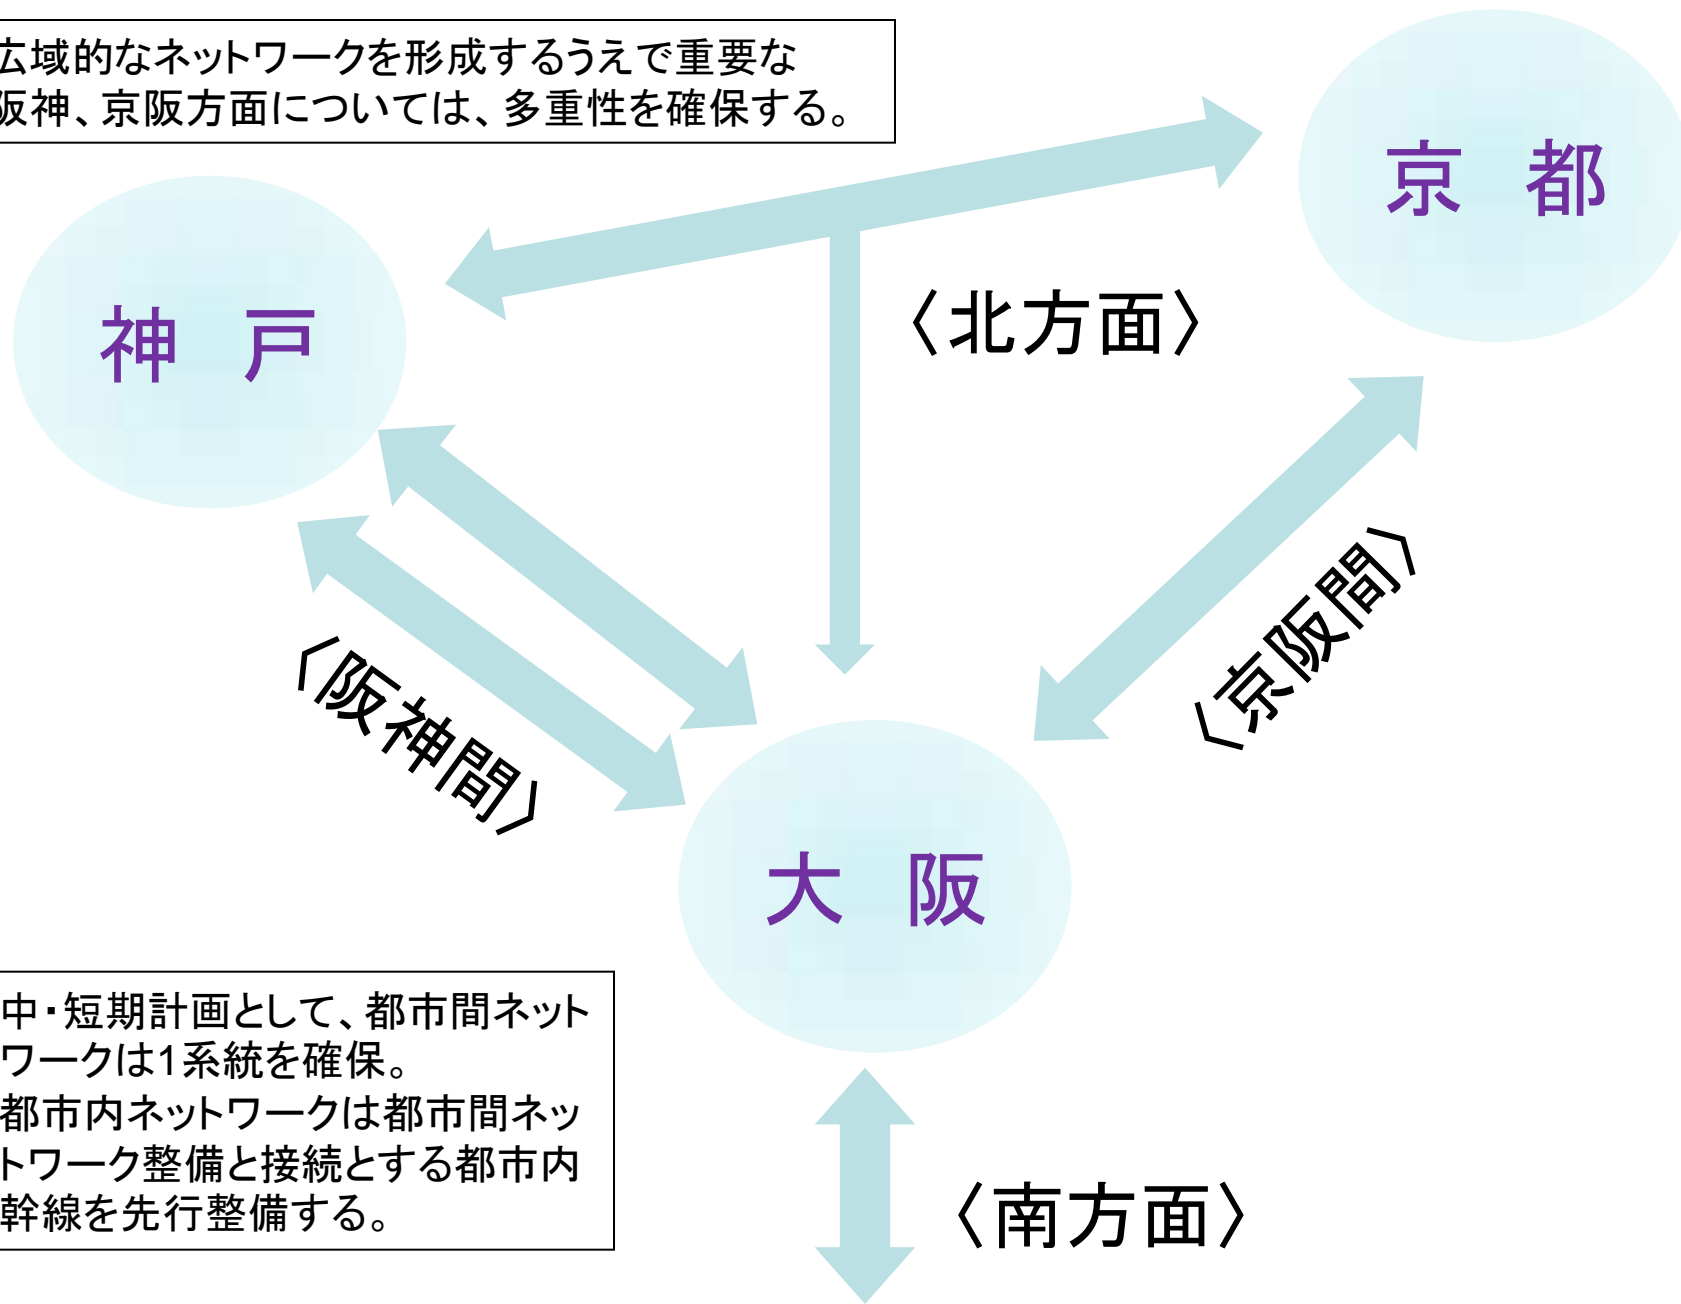 広域的なネットワークを形成するうえで重要な
阪神、京阪方面については、多重性を確保する。
京　都
神　戸
〈北方面〉
〈京阪間〉
〈阪神間〉
大　阪
中・短期計画として、都市間ネット
ワークは1系統を確保。
都市内ネットワークは都市間ネッ
トワーク整備と接続とする都市内
幹線を先行整備する。
〈南方面〉